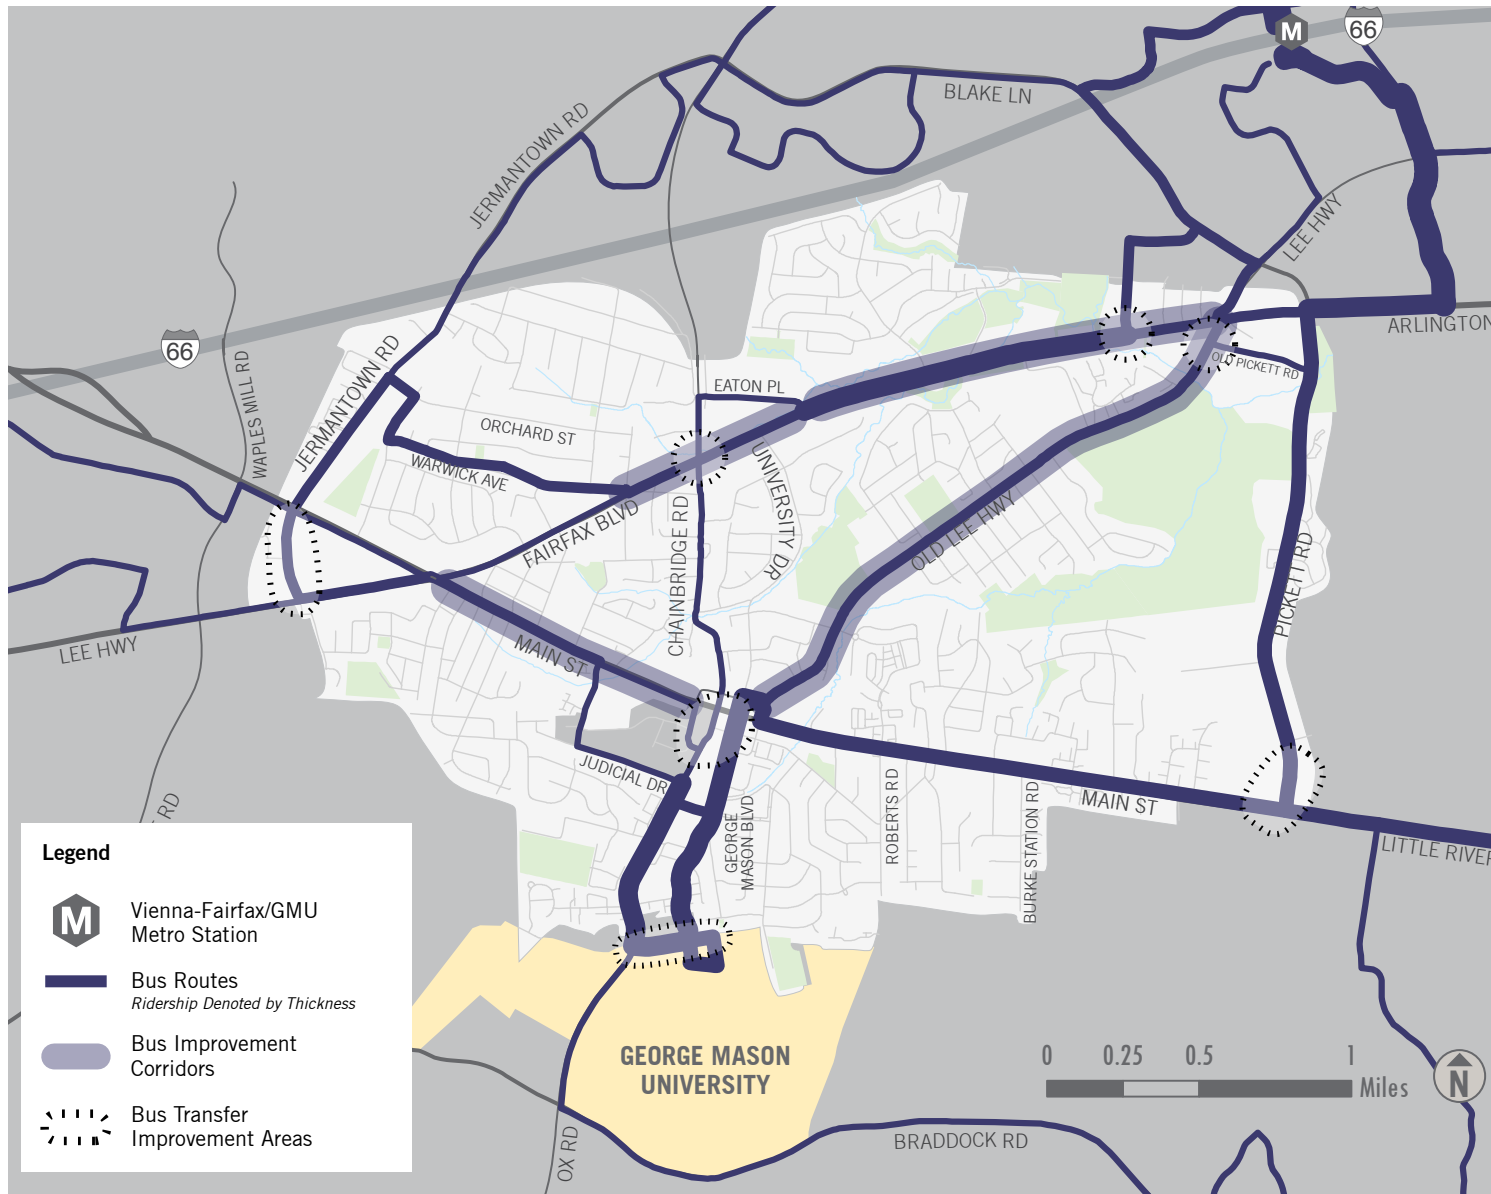 M
66
BLAKE LN
JERMANTOWN RD
LEE HWY
ARLINGTON
66
WAPLES MILL RD
JERMANTOWN RD
OLD PICKETT RD
EATON PL
ORCHARD ST
WARWICK AVE
UNIVERSITY DR
FAIRFAX BLVD
CHAINBRIDGE RD
OLD LEE HWY
PICKETT RD
LEE HWY
MAIN ST
JUDICIAL DR
GEORGE
MASON BLVD
ROBERTS RD
BURKE STATION RD
MAIN ST
LITTLE RIVER
RD
Legend
M
Vienna-Fairfax/GMU
Metro Station
Bus Routes
Ridership Denoted by Thickness
Bus Improvement
Corridors
Bus Transfer
Improvement Areas
GEORGE MASON
UNIVERSITY
0 0.25 0.5 1
Miles
N
OX RD
BRADDOCK RD